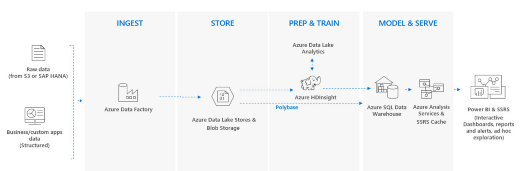 INGEST
STORE
PREP & TRAIN
MODEL & SERVE
Raw data
(from S3 or SAP HANA)
Business/custom apps
data
(Structured)
Azure Data Factory
Azure Data Lake Stores &
Blob Storage
Azure Data Lake
Analytics
Azure HDInsight
Polybase
Azure SQL Data
Warehouse
Azure Analysis
Services &
SSRS Cache
Power BI & SSRS
(Interactive
Dashboards, reports
and alerts, ad hoc
exploration)